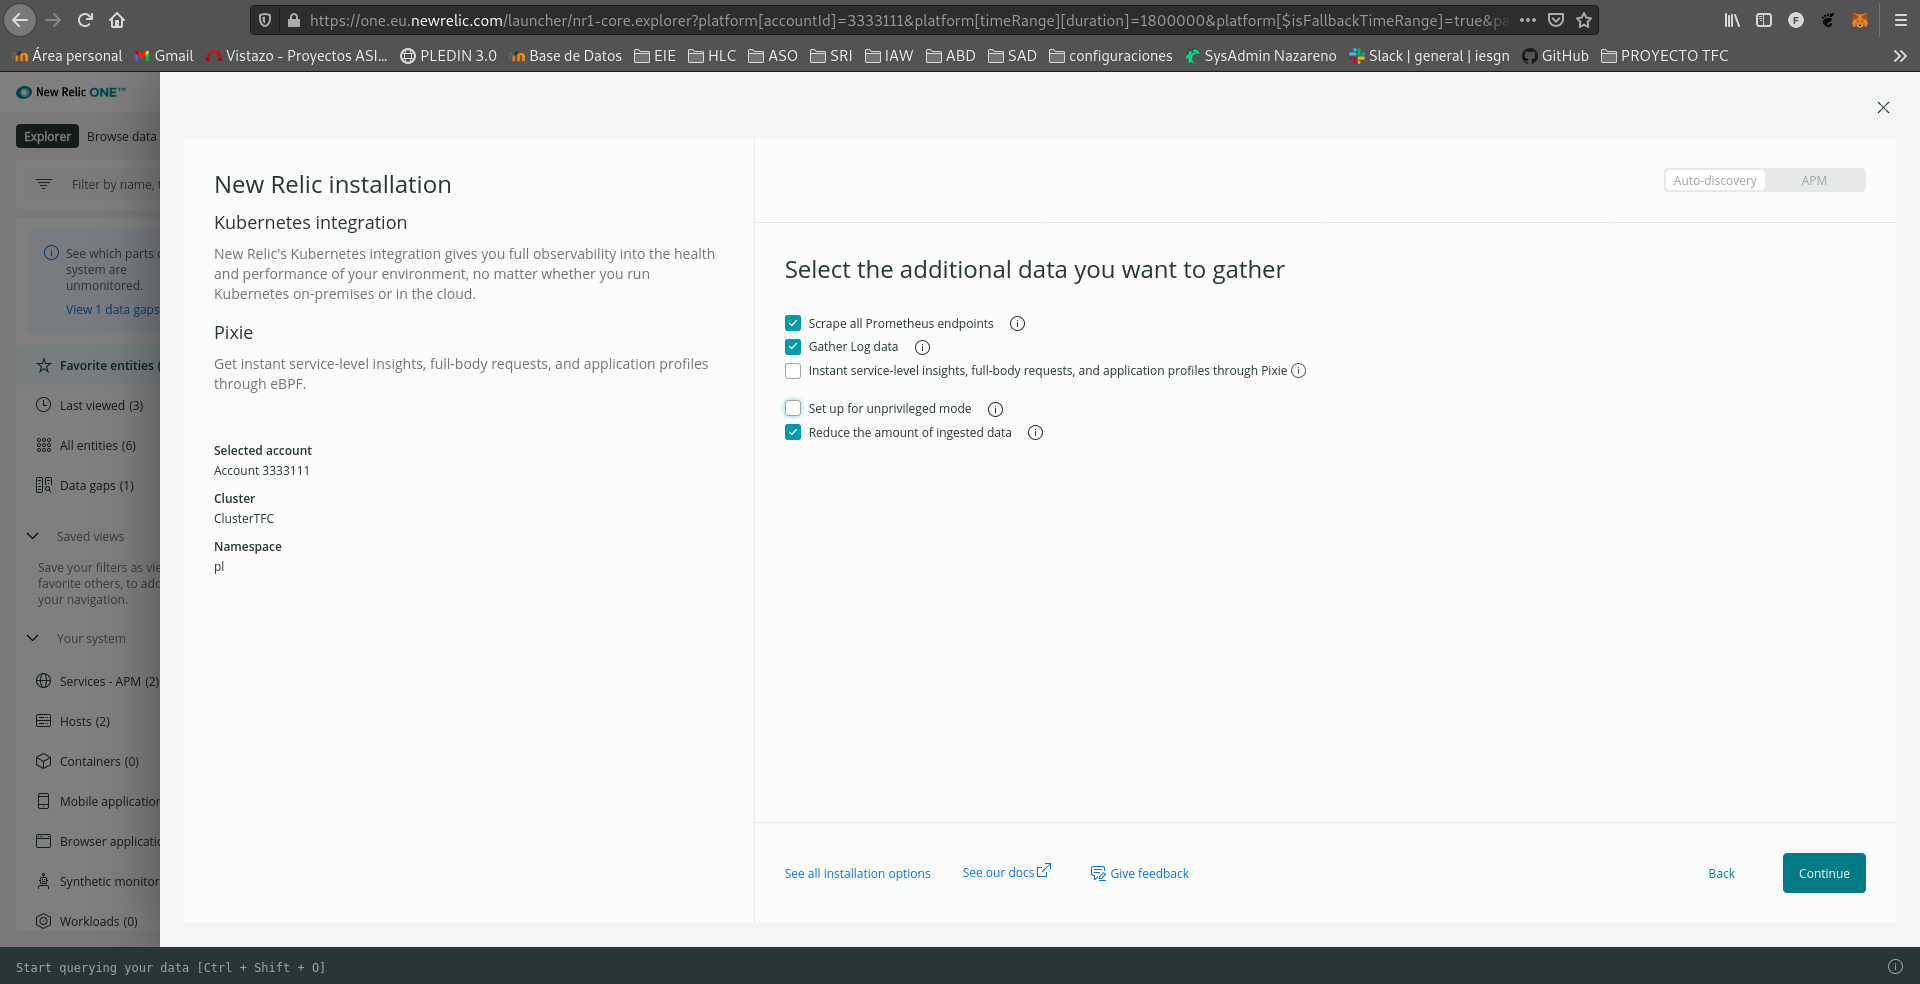 https://one.eu.newrelic.com/launcher/nr1-core.explorer?platform[accountId]=3333111&platform[timeRange][duration]=1800000&platform[$isFallbackTimeRange]=true&pa
Área personal Gmail Vistazo - Proyectos ASI... PLEDIN 3.0 Base de Datos EIE HLC ASO SRI IAW ABD SAD configuraciones SysAdmin Nazareno Slack | general | iesgn GitHub PROYECTO TFC
New Relic ONE™
Explorer Browse data
Filter by name, t
See which parts o
system are
unmonitored.
View 1 data gaps
Favorite entities (
Last viewed (3)
All entities (6)
Data gaps (1)
Saved views
Save your filters as vie
favorite others, to add
your navigation.
Your system
Services - APM (2)
Hosts (2)
Containers (0)
Mobile application
Browser applicatio
Synthetic monitor
Workloads (0)
New Relic installation
Kubernetes integration
New Relic's Kubernetes integration gives you full observability into the health
and performance of your environment, no matter whether you run
Kubernetes on-premises or in the cloud.
Pixie
Get instant service-level insights, full-body requests, and application profiles
through eBPF.
Selected account
Account 3333111
Cluster
ClusterTFC
Namespace
pl
Auto-discovery APM
Select the additional data you want to gather
Scrape all Prometheus endpoints
Gather Log data
Instant service-level insights, full-body requests, and application profiles through Pixie
Set up for unprivileged mode
Reduce the amount of ingested data
See all installation options See our docs Give feedback Back Continue
Start querying your data [Ctrl + Shift + O]